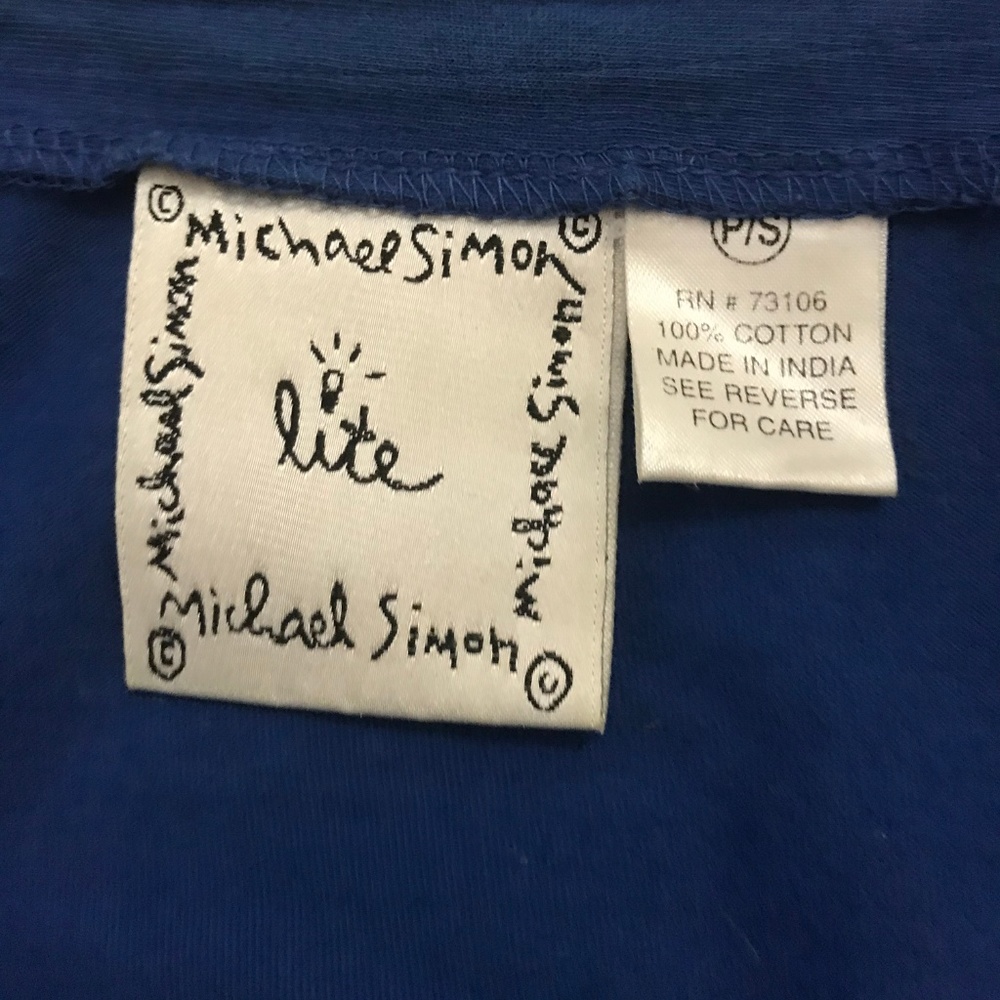 © Michael Simon ©
Michael Simon
Michael Simon
lite
Michael Simon
© ©
P/S
RN # 73106
100% COTTON
MADE IN INDIA
SEE REVERSE
FOR CARE